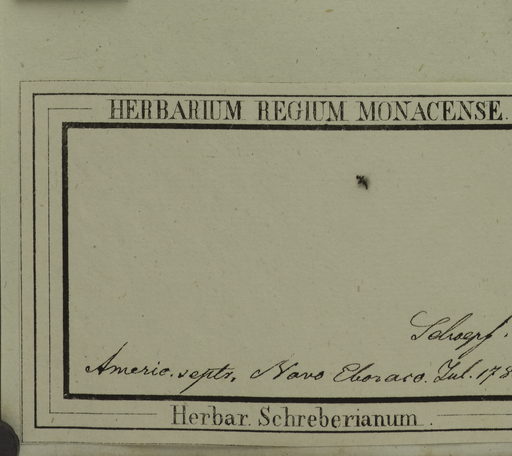 HERBARIUM REGIUM MONACENSE.
Schoepf.
Americ. septr. Novo Eboraco. Jul. 178
Herbar. Schreberianum.